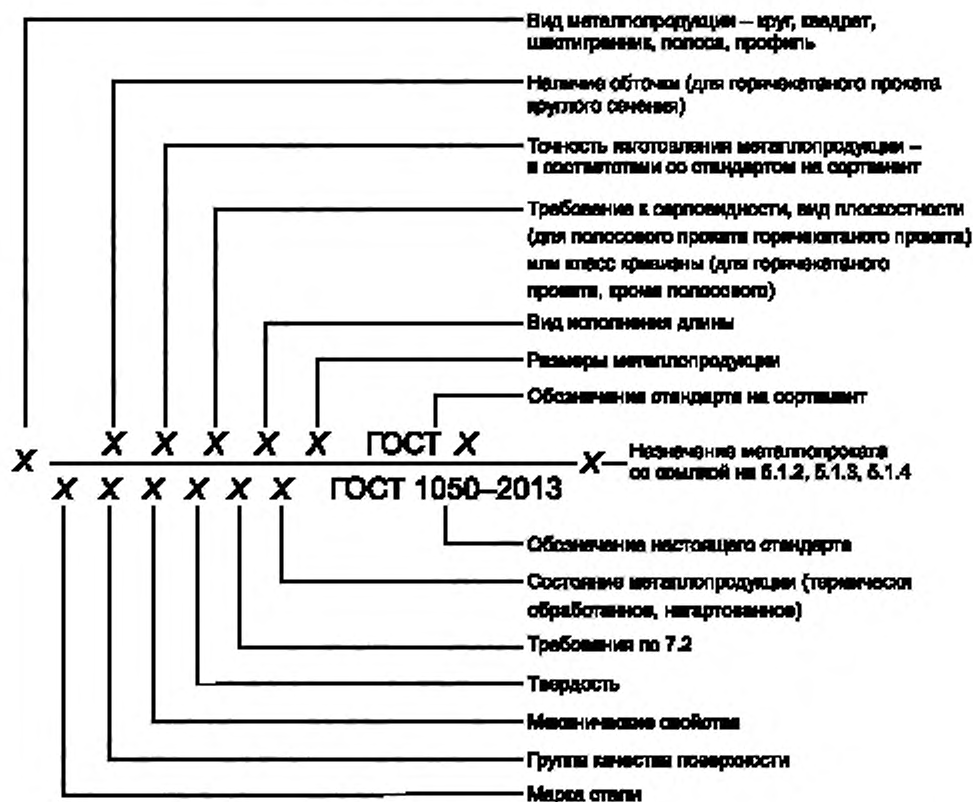 Вид металлопродукции – круг, квадрат,
шестигранник, полоса, профиль
Наличие обточки (для горячекатаного проката
круглого сечения)
Точность изготовления металлопродукции –
в соответствии со стандартом на сортамент
Требование к серповидности, вид плоскостности
(для полосового проката горячекатаного проката)
или класс кривизны (для горячекатаного
проката, кроме полосового)
Вид исполнения длины
Размеры металлопродукции
Обозначение стандарта на сортамент
X X X X X ГОСТ X
X
X Назначение металлопроката
со ссылкой на 5.1.2, 5.1.3, 5.1.4
X X X X X X ГОСТ 1050–2013
Обозначение настоящего стандарта
Состояние металлопродукции (термически
обработанное, нагартованное)
Требования по 7.2
Твердость
Механические свойства
Группа качества поверхности
Марка стали